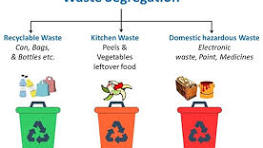 Waste Segregation
Recyclable Waste
Can, Bags,
& Bottles etc.
Kitchen Waste
Peels &
Vegetables
leftover food
Domestic hazardous Waste
Electronic
waste, Paint, Medicines